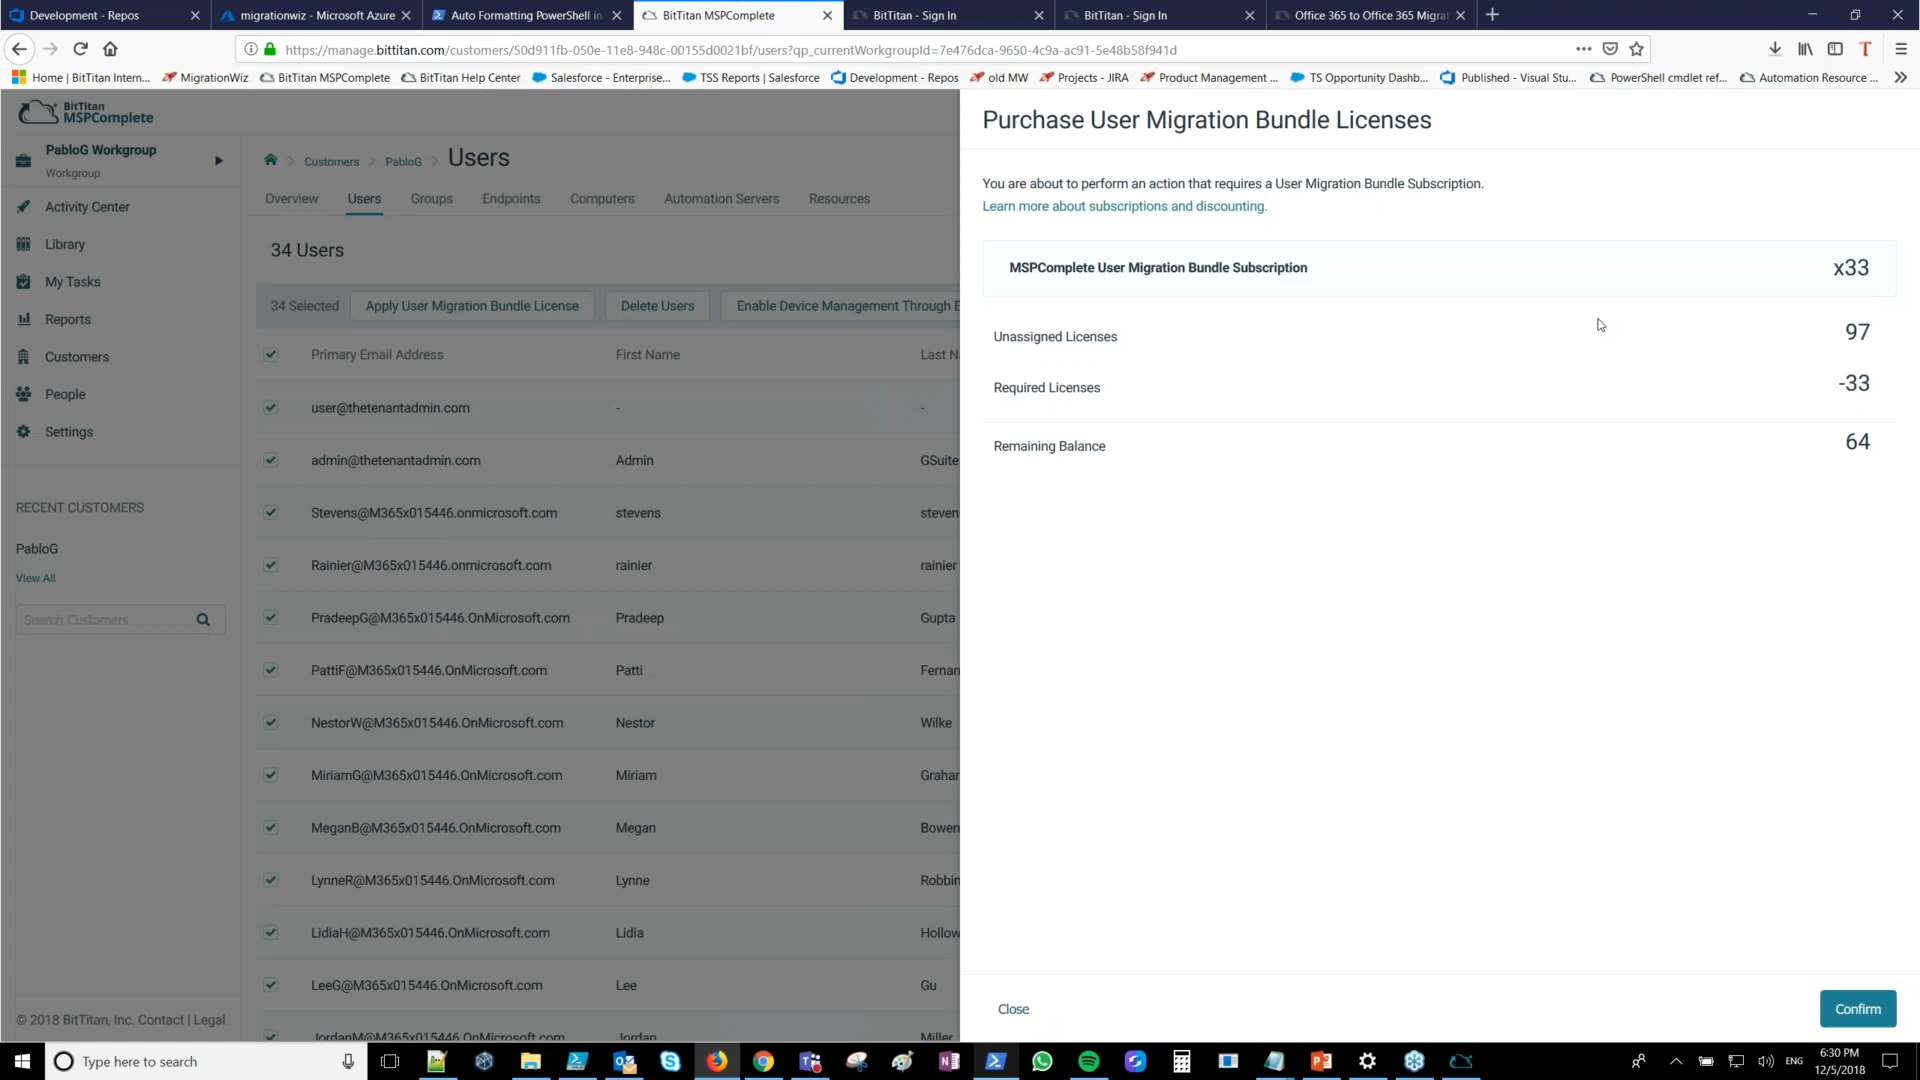 Development - Repos
migrationwiz - Microsoft Azure
Auto Formatting PowerShell in
BitTitan MSPComplete
BitTitan - Sign In
BitTitan - Sign In
Office 365 to Office 365 Migra
https://manage.bittitan.com/customers/50d911fb-050e-11e8-948c-00155d0021bf/users?qp_currentWorkgroupId=7e476dca-9650-4c9a-ac91-5e48b58f941d
Home | BitTitan Intern...
MigrationWiz
BitTitan MSPComplete
BitTitan Help Center
Salesforce - Enterprise...
TSS Reports | Salesforce
Development - Repos
old MW
Projects - JIRA
Product Management ...
TS Opportunity Dashb...
Published - Visual Stu...
PowerShell cmdlet ref...
Automation Resource ...
BitTitan
MSPComplete
PabloG Workgroup
Workgroup
Activity Center
Library
My Tasks
Reports
Customers
People
Settings
RECENT CUSTOMERS
PabloG
View All
Search Customers
© 2018 BitTitan, Inc. Contact | Legal
Customers > PabloG > Users
Overview Users Groups Endpoints Computers Automation Servers Resources
34 Users
34 Selected Apply User Migration Bundle License Delete Users Enable Device Management Through E
Primary Email Address First Name Last N
user@thetenantadmin.com - -
admin@thetenantadmin.com Admin GSuite
Stevens@M365x015446.onmicrosoft.com stevens steven
Rainier@M365x015446.onmicrosoft.com rainier rainier
PradeepG@M365x015446.OnMicrosoft.com Pradeep Gupta
PattiF@M365x015446.OnMicrosoft.com Patti Fernan
NestorW@M365x015446.OnMicrosoft.com Nestor Wilke
MiriamG@M365x015446.OnMicrosoft.com Miriam Grahar
MeganB@M365x015446.OnMicrosoft.com Megan Bowen
LynneR@M365x015446.OnMicrosoft.com Lynne Robbin
LidiaH@M365x015446.OnMicrosoft.com Lidia Hollow
LeeG@M365x015446.OnMicrosoft.com Lee Gu
JordanM@M365x015446.OnMicrosoft.com Jordan Miller
Purchase User Migration Bundle Licenses
You are about to perform an action that requires a User Migration Bundle Subscription.
Learn more about subscriptions and discounting.
MSPComplete User Migration Bundle Subscription x33
Unassigned Licenses 97
Required Licenses -33
Remaining Balance 64
Close Confirm
Type here to search
ENG
6:30 PM
12/5/2018